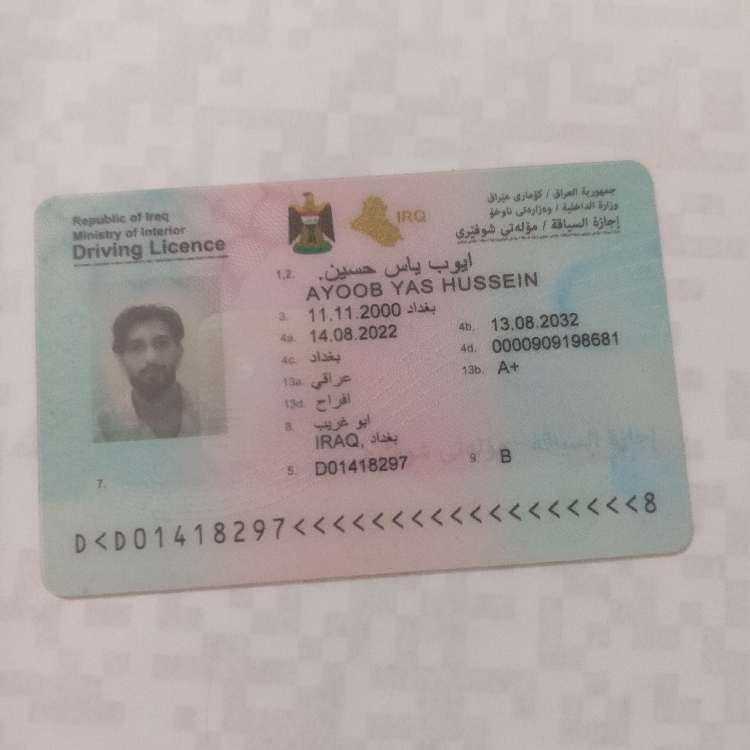 Republic of Iraq
Ministry of Interior
Driving Licence
IRQ
جمهورية العراق / كۆماری عێراق
وزارة الداخلية / وەزارەتی ناوخۆ
إجازة السياقة / مۆڵەتی شوفێری
1,2. ايوب ياس حسين.
AYOOB YAS HUSSEIN
3. 11.11.2000 بغداد
4a. 14.08.2022 4b. 13.08.2032
4c. بغداد 4d. 0000909198681
13a. عراقي 13b. A+
13d. افراح
8. ابو غريب
IRAQ, بغداد
5. D01418297 9. B
7.
إجازة السياقة
D<D01418297<<<<<<<<<<<<<<<<<<8